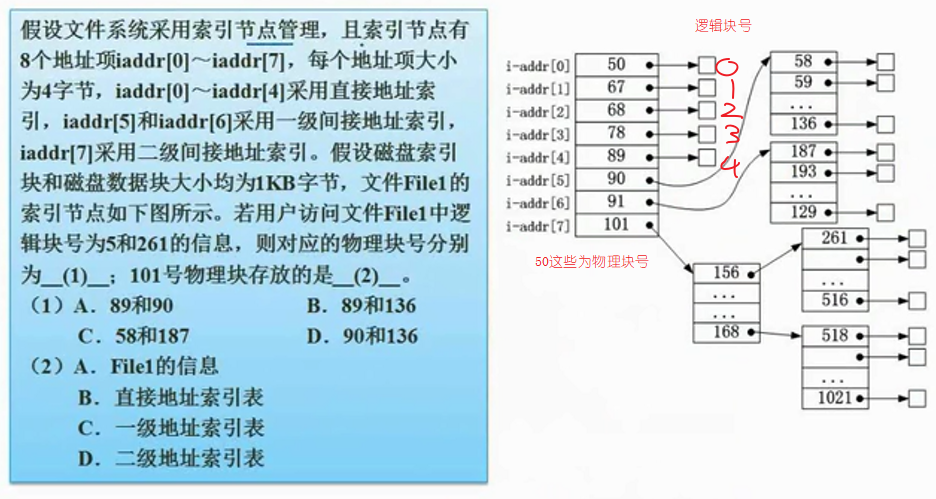 假设文件系统采用索引节点管理，且索引节点有
8个地址项iaddr[0]～iaddr[7]，每个地址项大小
为4字节，iaddr[0]～iaddr[4]采用直接地址索
引，iaddr[5]和iaddr[6]采用一级间接地址索引，
iaddr[7]采用二级间接地址索引。假设磁盘索引
块和磁盘数据块大小均为1KB字节，文件File1的
索引节点如下图所示。若用户访问文件File1中逻
辑块号为5和261的信息，则对应的物理块号分别
为__(1)__；101号物理块存放的是__(2)__。
（1）A．89和90 B．89和136
C．58和187 D．90和136
（2）A．File1的信息
B．直接地址索引表
C．一级地址索引表
D．二级地址索引表
逻辑块号
i-addr[0] 50 0
i-addr[1] 67 1
i-addr[2] 68 2
i-addr[3] 78 3
i-addr[4] 89 4
i-addr[5] 90
i-addr[6] 91
i-addr[7] 101
50这些为物理块号
58
59
...
136
187
193
...
129
156
...
...
168
261
...
516
518
...
1021